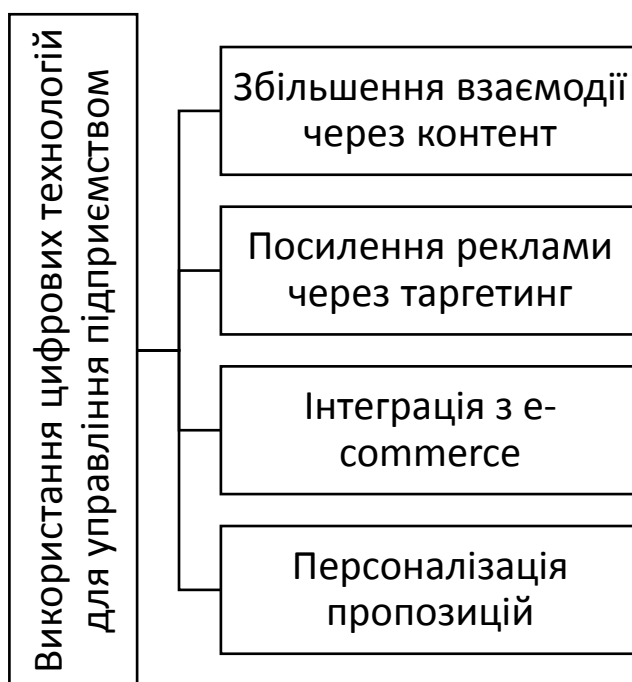 Використання цифрових технологій
для управління підприємством
Збільшення взаємодії
через контент
Посилення реклами
через таргетинг
Інтеграція з e-
commerce
Персоналізація
пропозицій